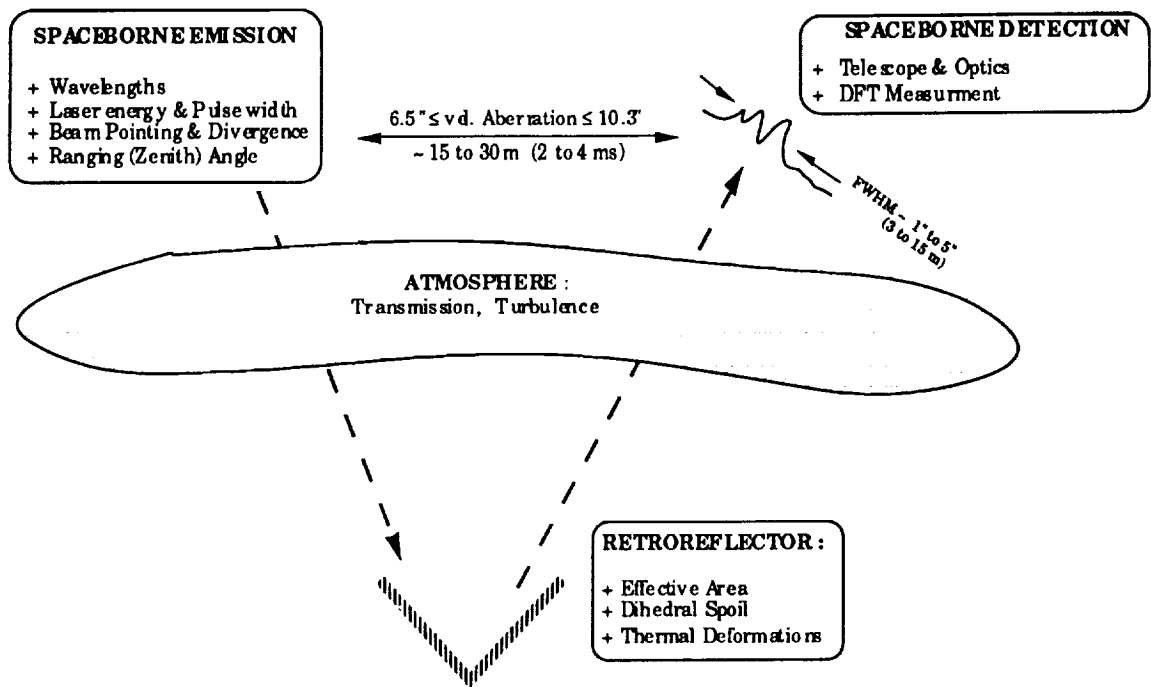 SPACEBORNE EMISSION
+ Wavelengths
+ Laser energy & Pulse width
+ Beam Pointing & Divergence
+ Ranging (Zenith) Angle
6.5" ≤ vd. Aberration ≤ 10.3"
~ 15 to 30 m (2 to 4 ms)
SPACEBORNE DETECTION
+ Telescope & Optics
+ DFT Measurment
FWHM ~ 1" to 5"
(3 to 15 m)
ATMOSPHERE :
Transmission, Turbulence
RETROREFLECTOR :
+ Effective Area
+ Dihedral Spoil
+ Thermal Deformations